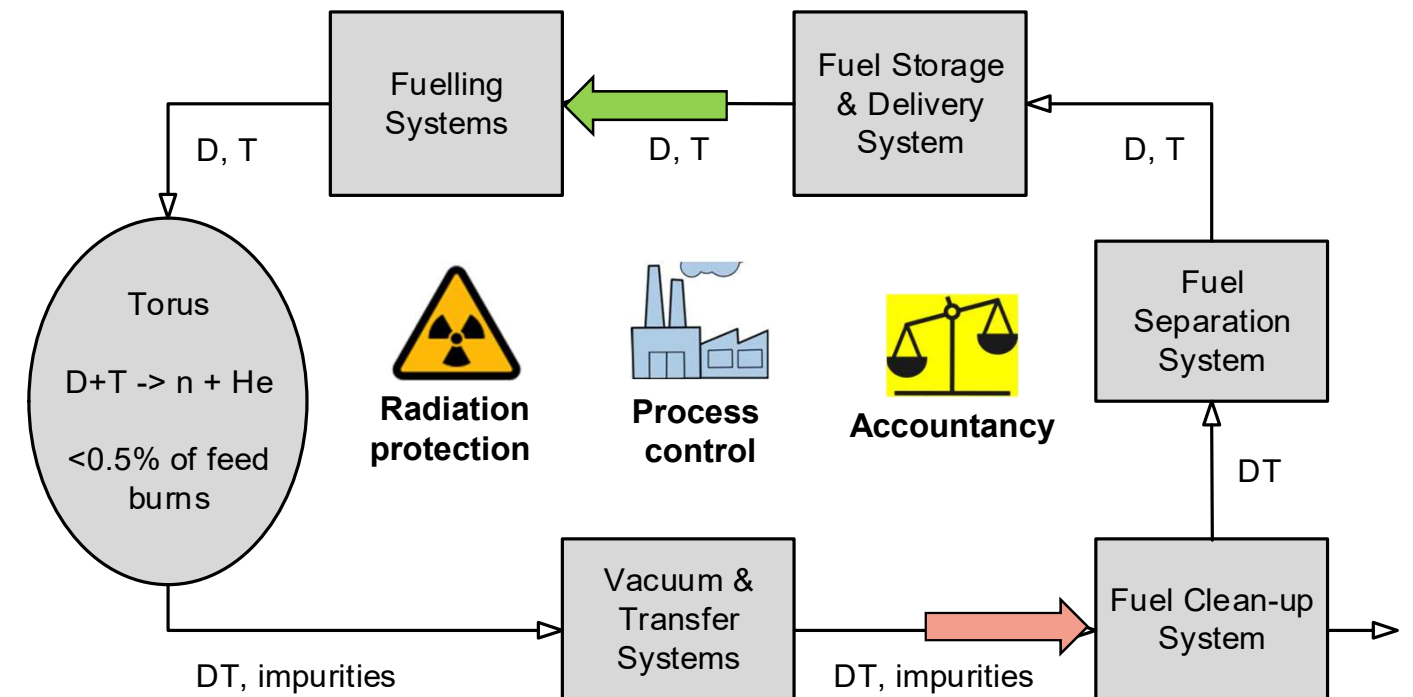 Fuelling
Systems
Fuel Storage
& Delivery
System
D, T
D, T
D, T
Torus
D+T -> n + He
<0.5% of feed
burns
Radiation
protection
Process
control
Accountancy
Fuel
Separation
System
DT
Vacuum &
Transfer
Systems
Fuel Clean-up
System
DT, impurities
DT, impurities